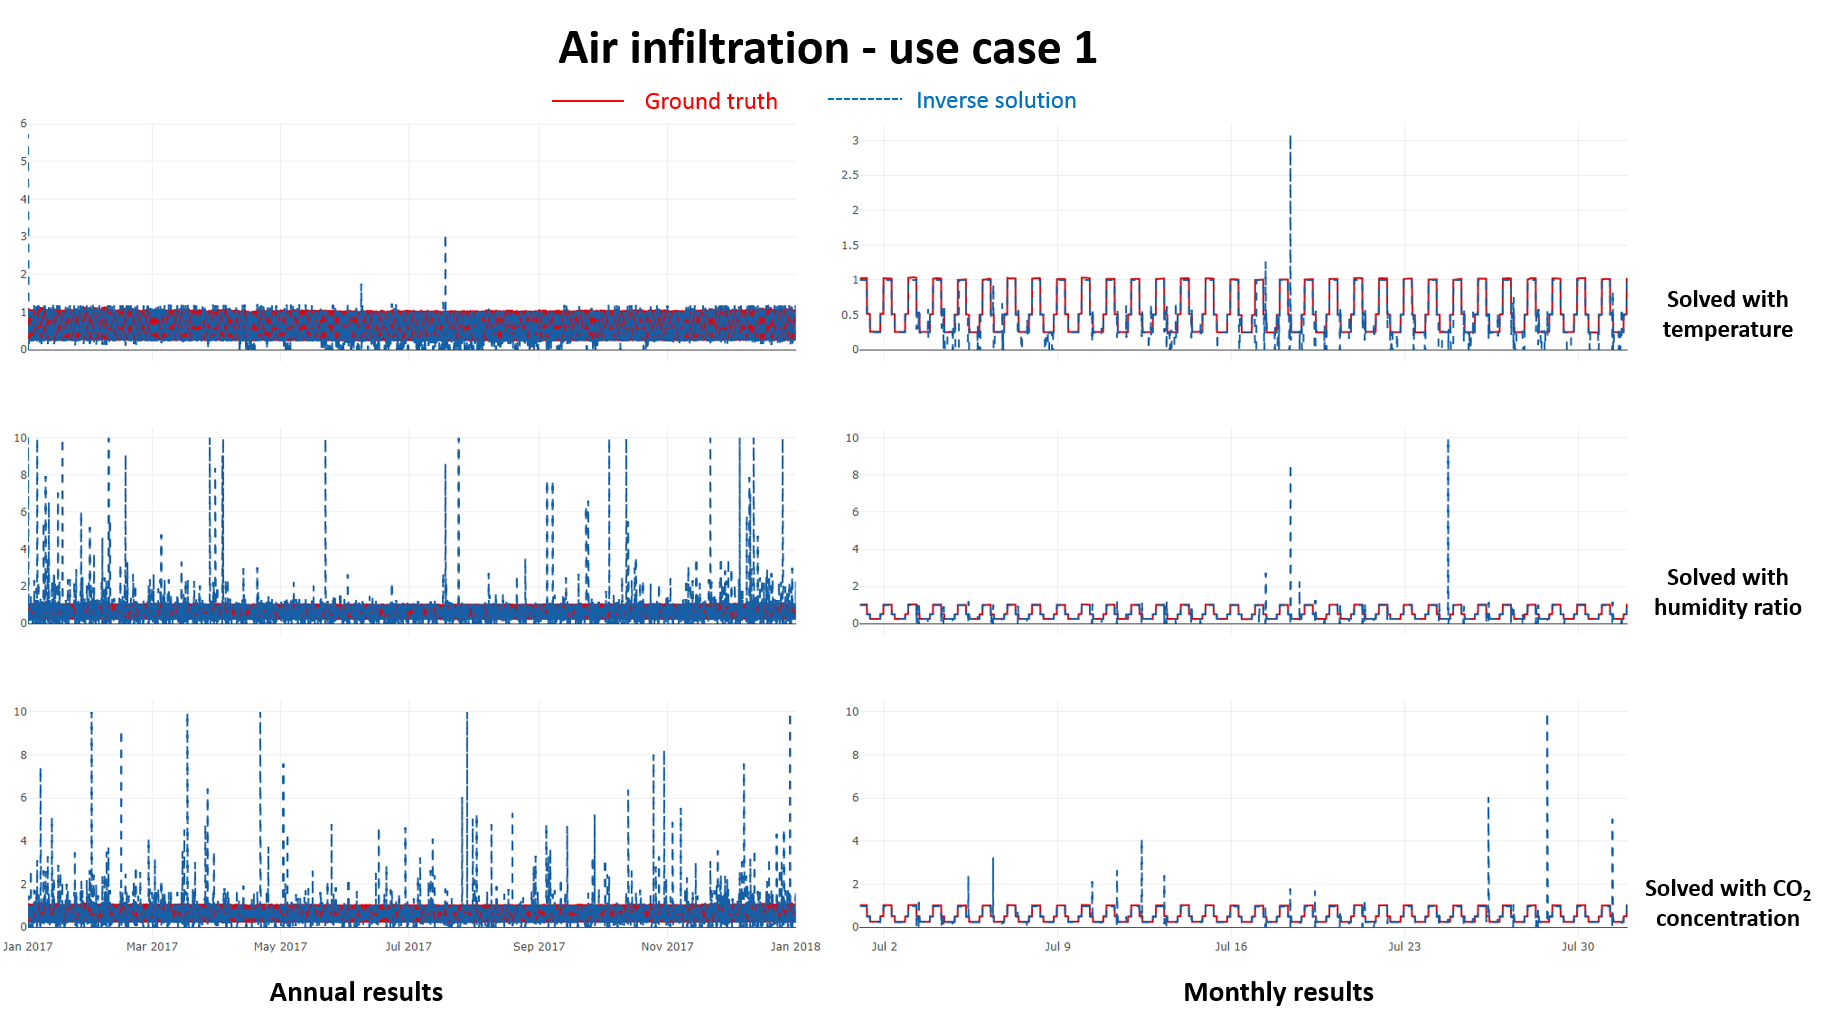 Air infiltration - use case 1
Ground truth
Inverse solution
6
5
4
3
2
1
0
3
2.5
2
1.5
1
0.5
0
Solved with
temperature
10
8
6
4
2
0
10
8
6
4
2
0
Solved with
humidity ratio
10
8
6
4
2
0
Jan 2017 Mar 2017 May 2017 Jul 2017 Sep 2017 Nov 2017 Jan 2018
10
8
6
4
2
0
Jul 2 Jul 9 Jul 16 Jul 23 Jul 30
Solved with CO₂
concentration
Annual results
Monthly results